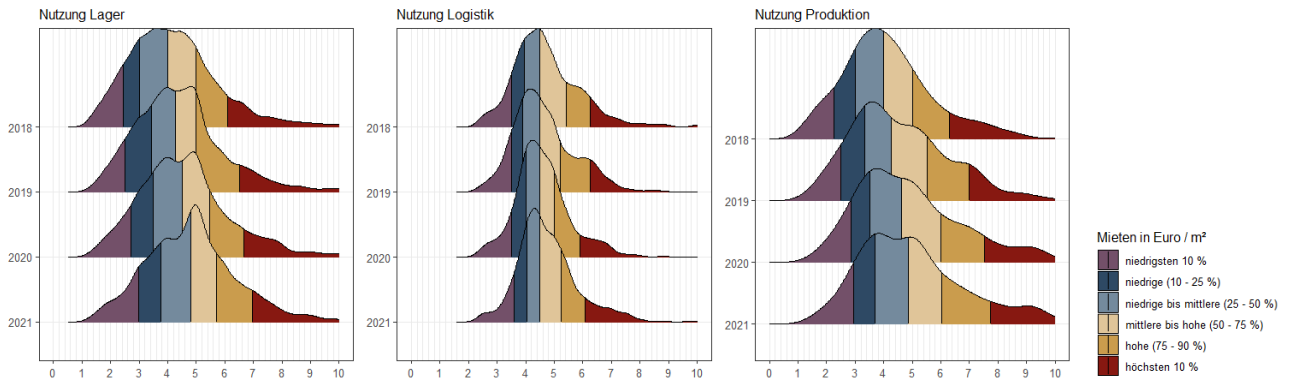 Nutzung Lager
2018
2019
2020
2021
0 1 2 3 4 5 6 7 8 9 10
Nutzung Logistik
2018
2019
2020
2021
0 1 2 3 4 5 6 7 8 9 10
Nutzung Produktion
2018
2019
2020
2021
0 1 2 3 4 5 6 7 8 9 10
Mieten in Euro / m²
niedrigsten 10 %
niedrige (10 - 25 %)
niedrige bis mittlere (25 - 50 %)
mittlere bis hohe (50 - 75 %)
hohe (75 - 90 %)
höchsten 10 %